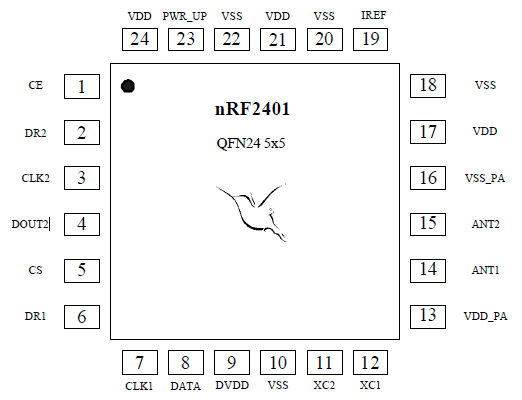 VDD PWR_UP VSS VDD VSS IREF
24 23 22 21 20 19
CE 1 18 VSS
nRF2401
DR2 2 17 VDD
QFN24 5x5
CLK2 3 16 VSS_PA
DOUT2 4 15 ANT2
CS 5 14 ANT1
DR1 6 13 VDD_PA
7 8 9 10 11 12
CLK1 DATA DVDD VSS XC2 XC1